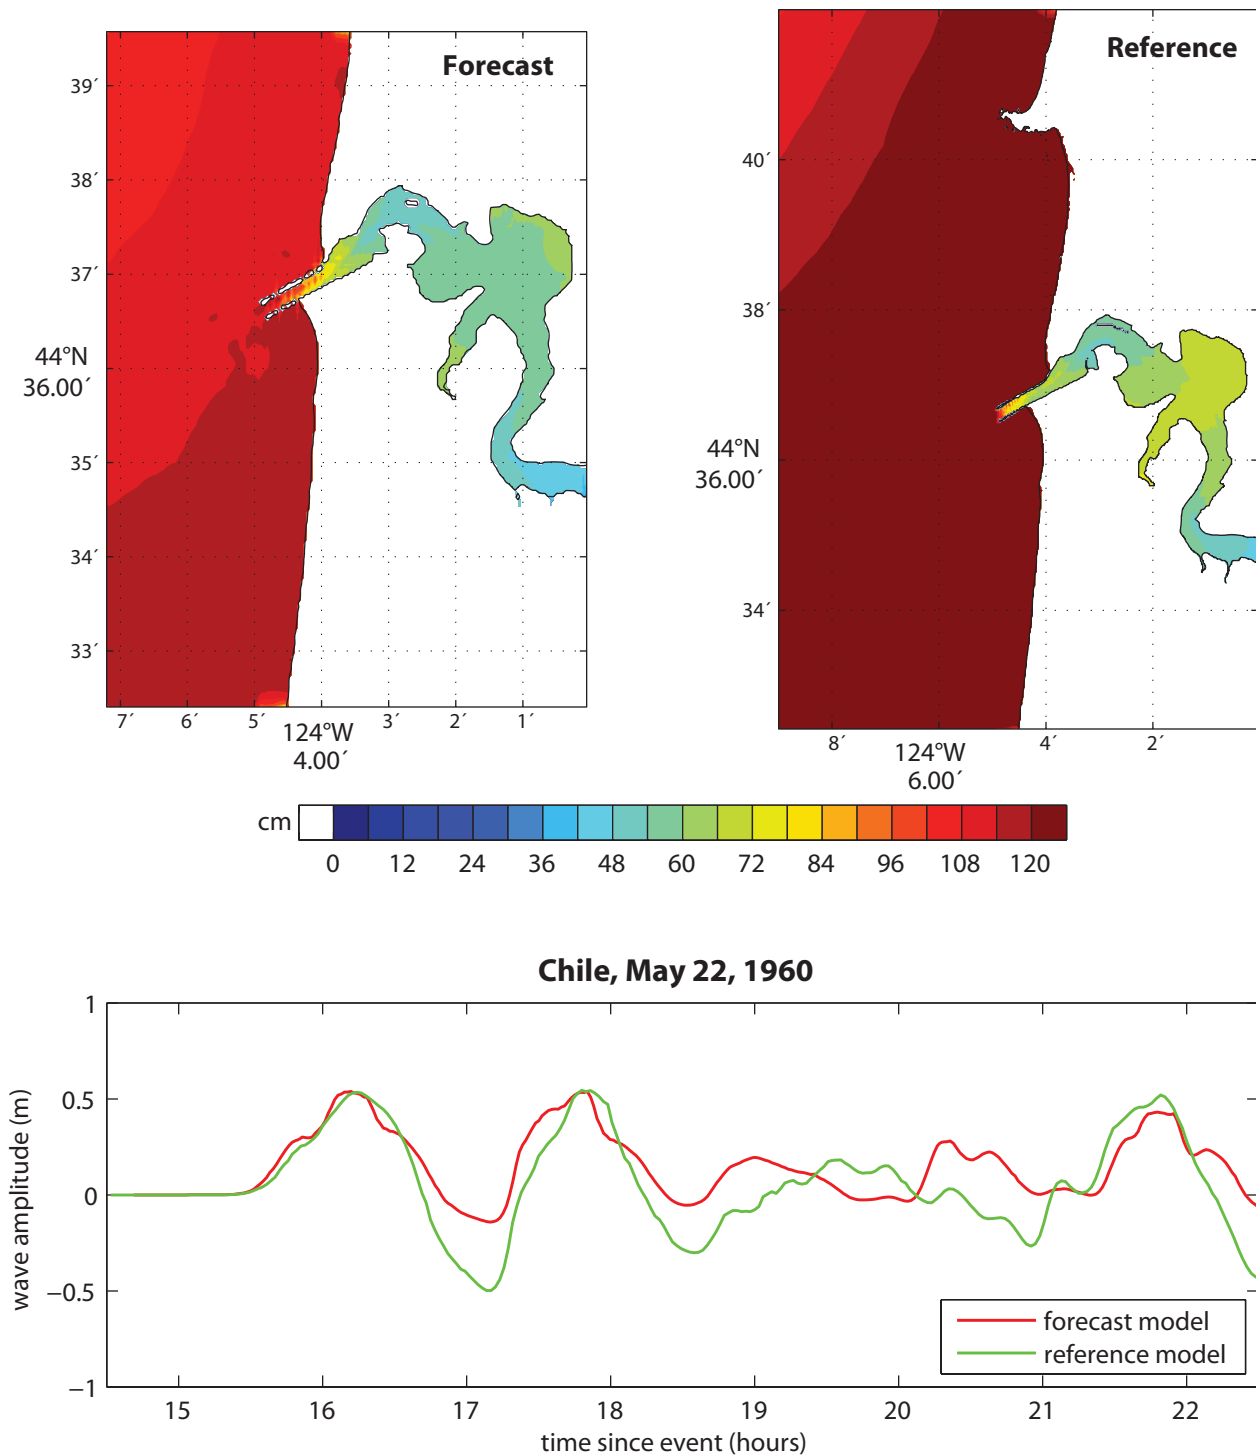 Forecast
39´
38´
37´
44°N
36.00´
35´
34´
33´
7´ 6´ 5´ 3´ 2´ 1´
124°W
4.00´
Reference
40´
38´
44°N
36.00´
34´
8´ 4´ 2´
124°W
6.00´
cm
0 12 24 36 48 60 72 84 96 108 120
Chile, May 22, 1960
wave amplitude (m)
1
0.5
0
−0.5
−1
forecast model
reference model
15 16 17 18 19 20 21 22
time since event (hours)